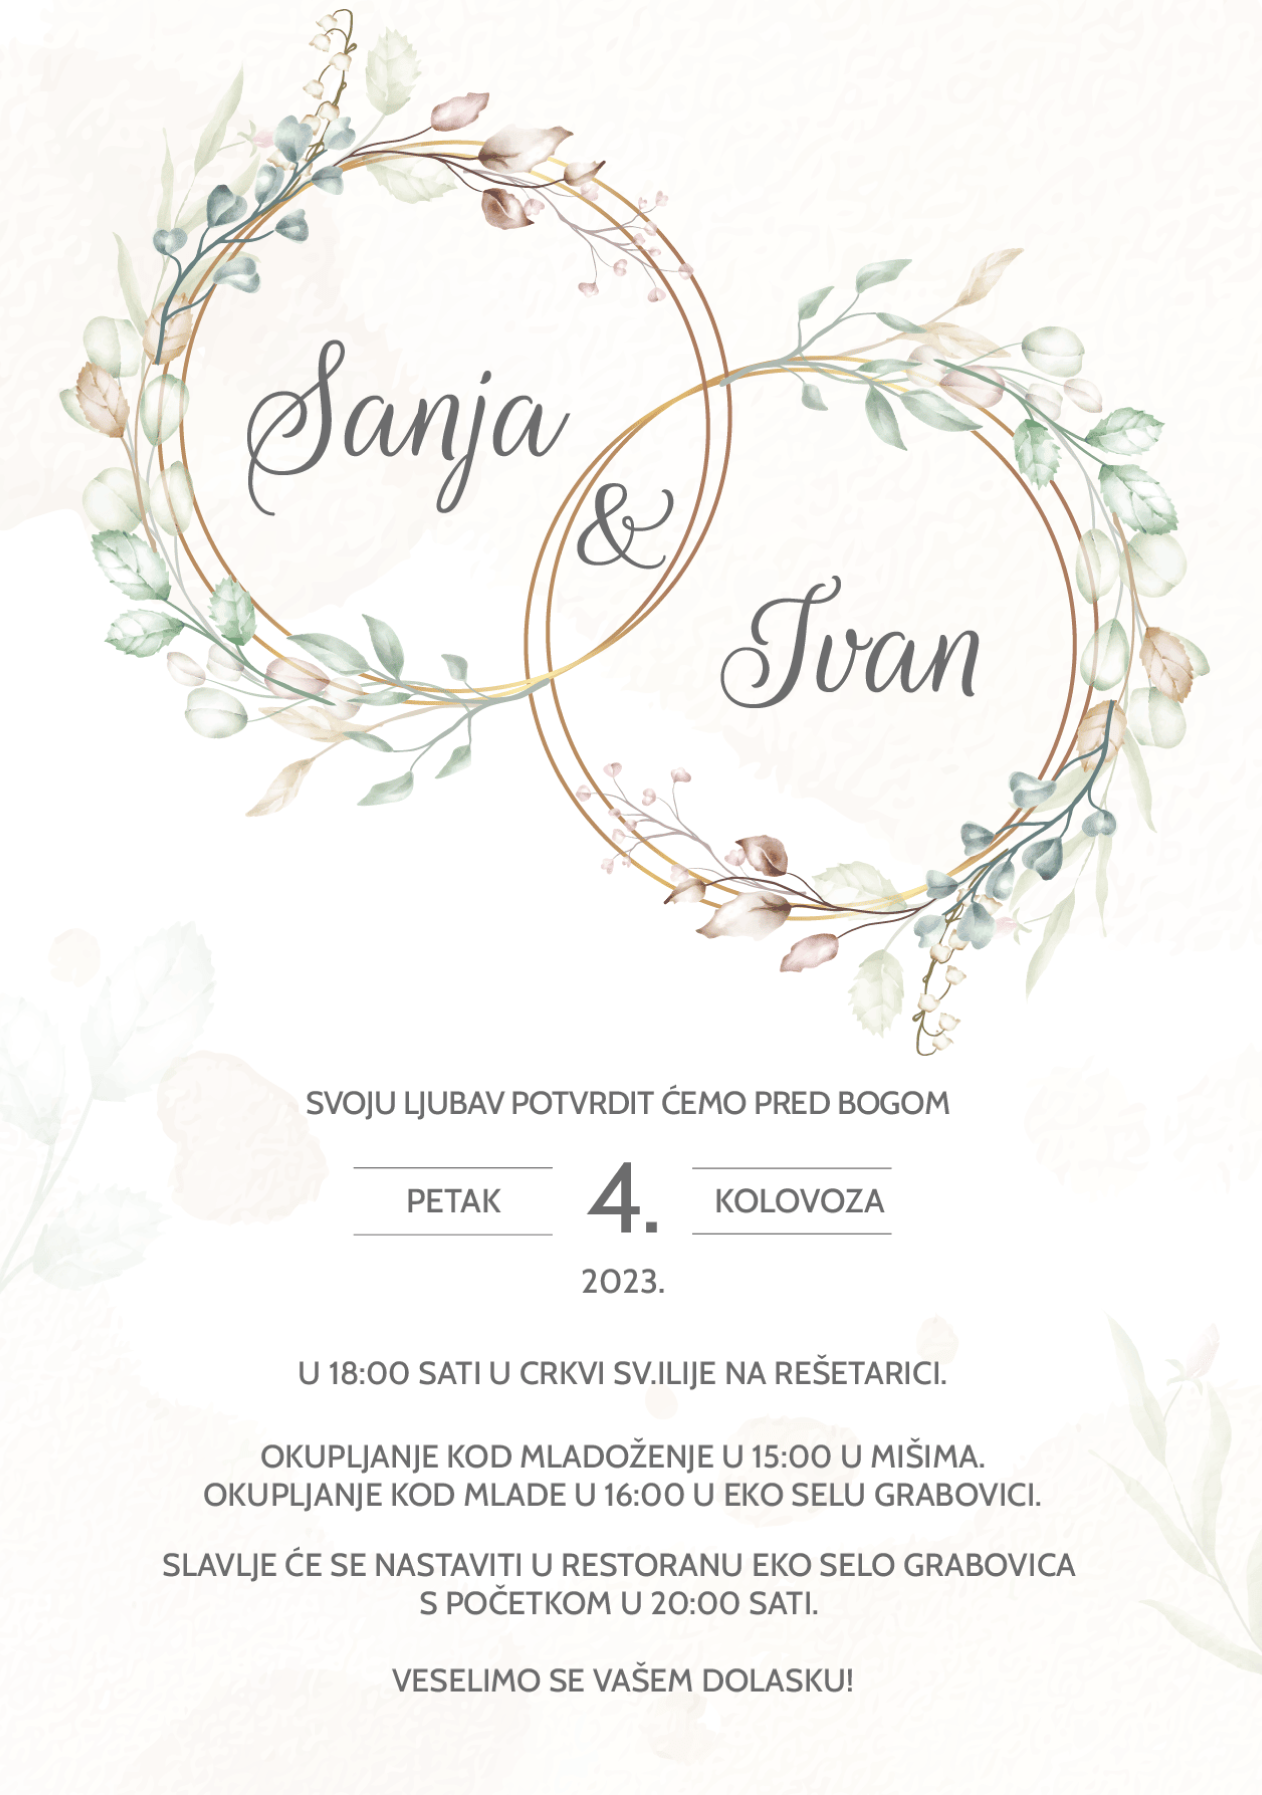 Sanja
&
Ivan
SVOJU LJUBAV POTVRDIT ĆEMO PRED BOGOM
PETAK 4. KOLOVOZA
2023.
U 18:00 SATI U CRKVI SV.ILIJE NA REŠETARICI.
OKUPLJANJE KOD MLADOŽENJE U 15:00 U MIŠIMA.
OKUPLJANJE KOD MLADE U 16:00 U EKO SELU GRABOVICI.
SLAVLJE ĆE SE NASTAVITI U RESTORANU EKO SELO GRABOVICA
S POČETKOM U 20:00 SATI.
VESELIMO SE VAŠEM DOLASKU!